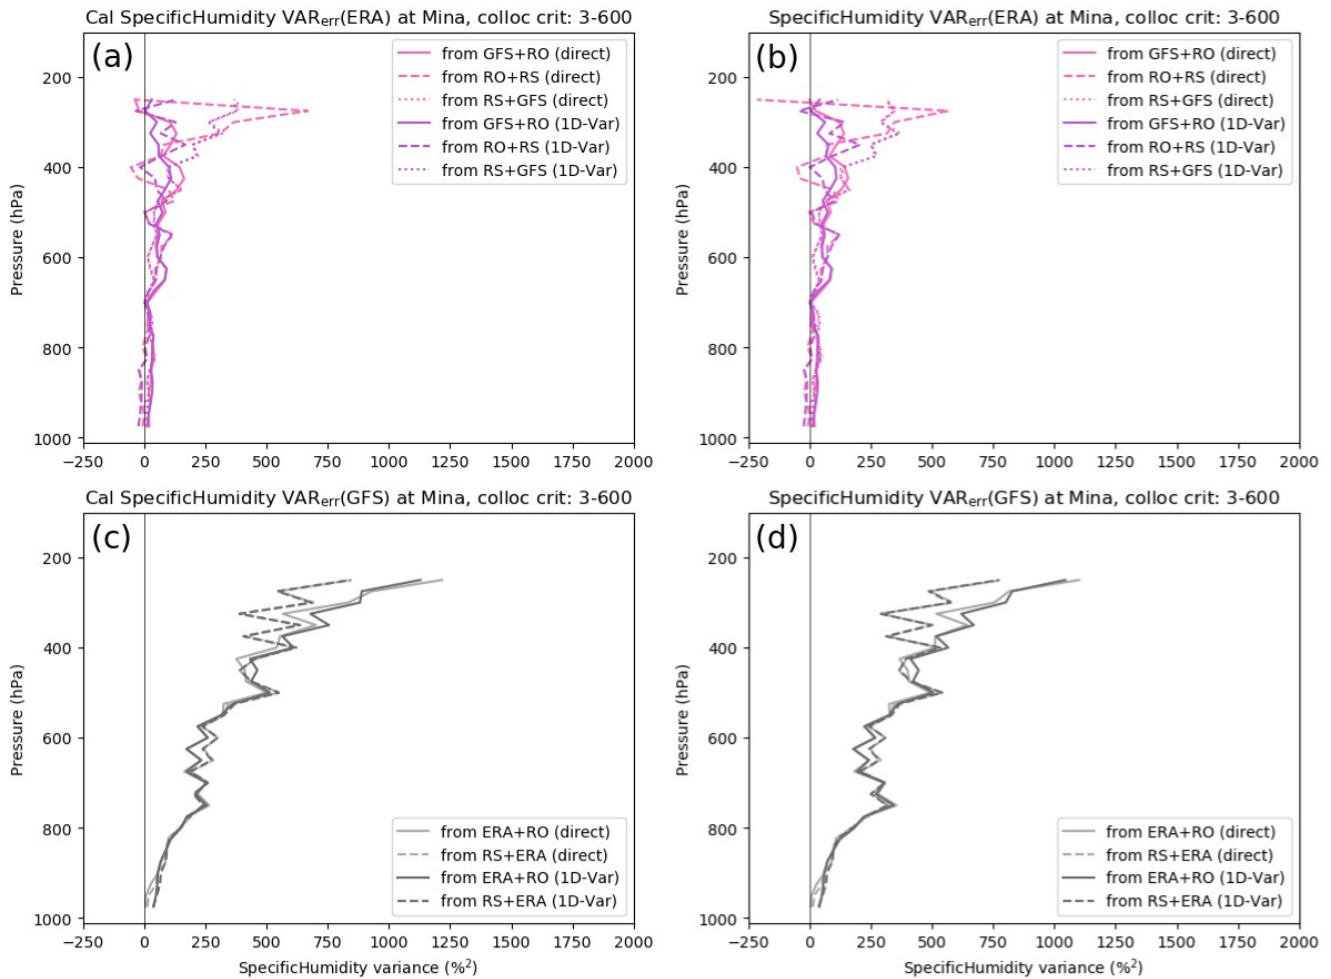 Cal SpecificHumidity VARerr(ERA) at Mina, colloc crit: 3-600
(a)
from GFS+RO (direct)
from RO+RS (direct)
from RS+GFS (direct)
from GFS+RO (1D-Var)
from RO+RS (1D-Var)
from RS+GFS (1D-Var)
Pressure (hPa)
200
400
600
800
1000
−250 0 250 500 750 1000 1250 1500 1750 2000
SpecificHumidity VARerr(ERA) at Mina, colloc crit: 3-600
(b)
from GFS+RO (direct)
from RO+RS (direct)
from RS+GFS (direct)
from GFS+RO (1D-Var)
from RO+RS (1D-Var)
from RS+GFS (1D-Var)
Pressure (hPa)
200
400
600
800
1000
−250 0 250 500 750 1000 1250 1500 1750 2000
Cal SpecificHumidity VARerr(GFS) at Mina, colloc crit: 3-600
(c)
from ERA+RO (direct)
from RS+ERA (direct)
from ERA+RO (1D-Var)
from RS+ERA (1D-Var)
Pressure (hPa)
200
400
600
800
1000
−250 0 250 500 750 1000 1250 1500 1750 2000
SpecificHumidity variance (%²)
SpecificHumidity VARerr(GFS) at Mina, colloc crit: 3-600
(d)
from ERA+RO (direct)
from RS+ERA (direct)
from ERA+RO (1D-Var)
from RS+ERA (1D-Var)
Pressure (hPa)
200
400
600
800
1000
−250 0 250 500 750 1000 1250 1500 1750 2000
SpecificHumidity variance (%²)